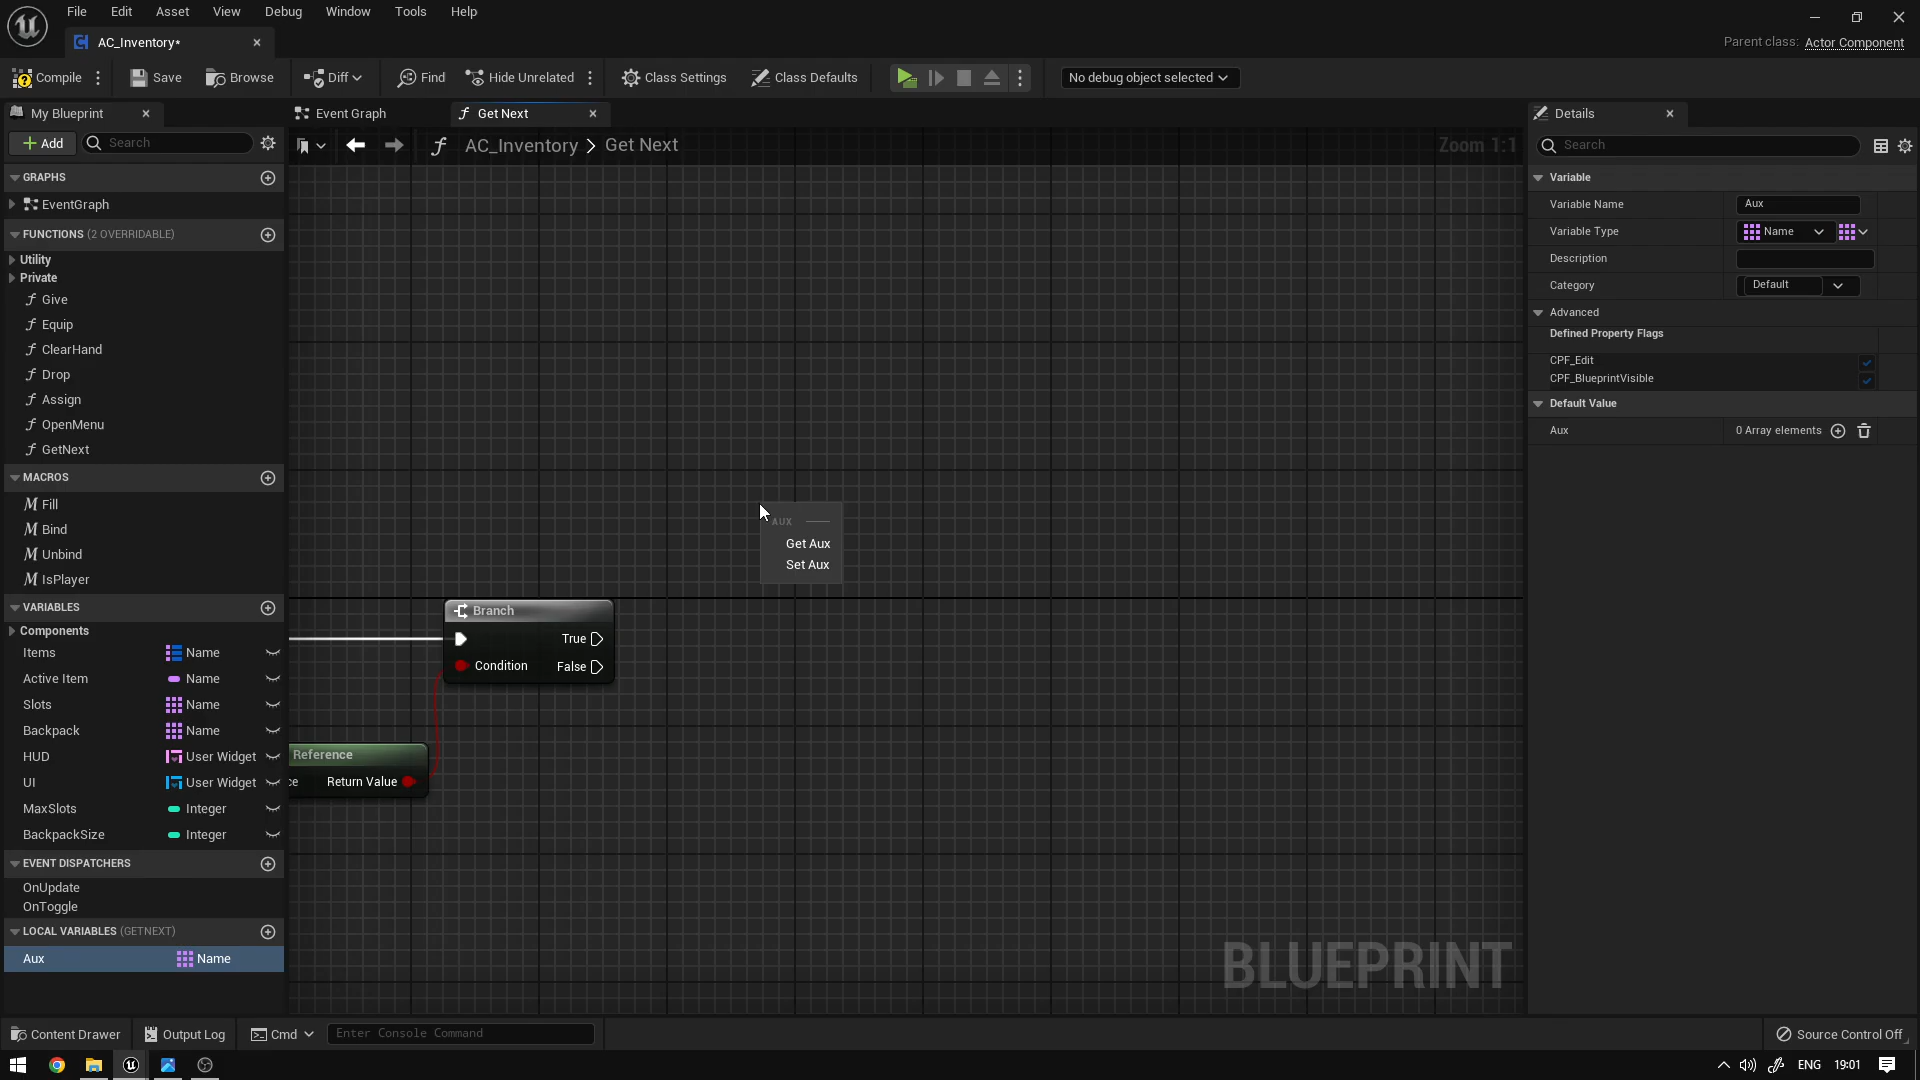 File Edit Asset View Debug Window Tools Help
AC_Inventory*
Parent class: Actor Component
Compile Save Browse Diff Find Hide Unrelated Class Settings Class Defaults No debug object selected
My Blueprint Event Graph Get Next Details
Add Search AC_Inventory > Get Next Zoom 1:1 Search
GRAPHS
EventGraph
FUNCTIONS (2 OVERRIDABLE)
Utility
Private
Give
Equip
ClearHand
Drop
Assign
OpenMenu
GetNext
MACROS
Fill
Bind
Unbind
IsPlayer
VARIABLES
Components
Items Name
Active Item Name
Slots Name
Backpack Name
HUD User Widget
UI User Widget
MaxSlots Integer
BackpackSize Integer
EVENT DISPATCHERS
OnUpdate
OnToggle
LOCAL VARIABLES (GETNEXT)
Aux Name
AUX
Get Aux
Set Aux
Branch
True
Condition False
Reference
ce Return Value
BLUEPRINT
Variable
Variable Name Aux
Variable Type Name
Description
Category Default
Advanced
Defined Property Flags
CPF_Edit
CPF_BlueprintVisible
Default Value
Aux 0 Array elements
Content Drawer Output Log Cmd Enter Console Command Source Control Off
ENG 19:01